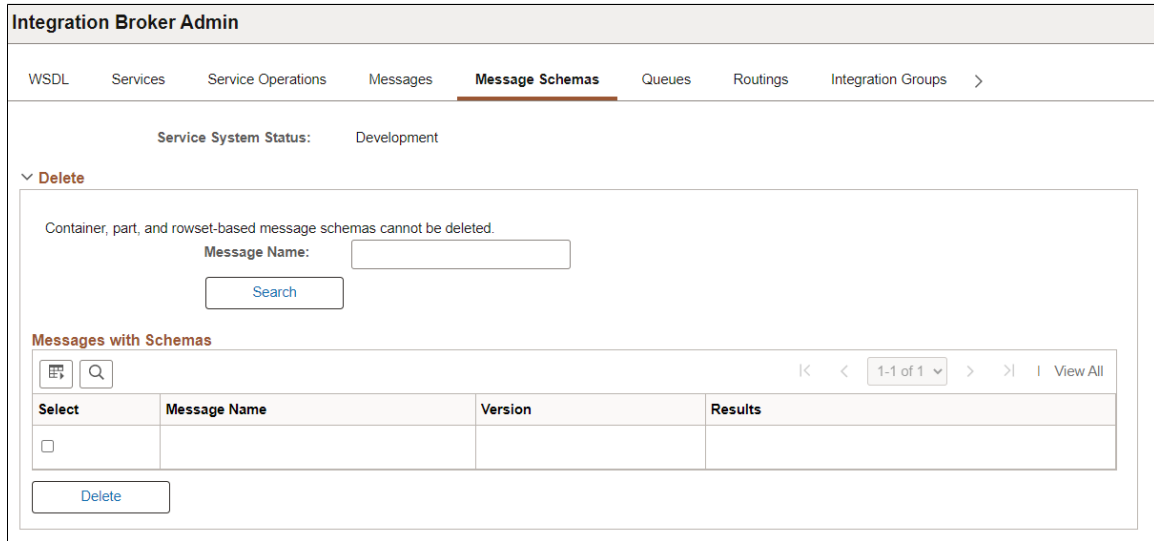 Integration Broker Admin
WSDL Services Service Operations Messages Message Schemas Queues Routings Integration Groups
Service System Status: Development
Delete
Container, part, and rowset-based message schemas cannot be deleted.
Message Name:
Search
Messages with Schemas
1-1 of 1 View All
Select Message Name Version Results
Delete